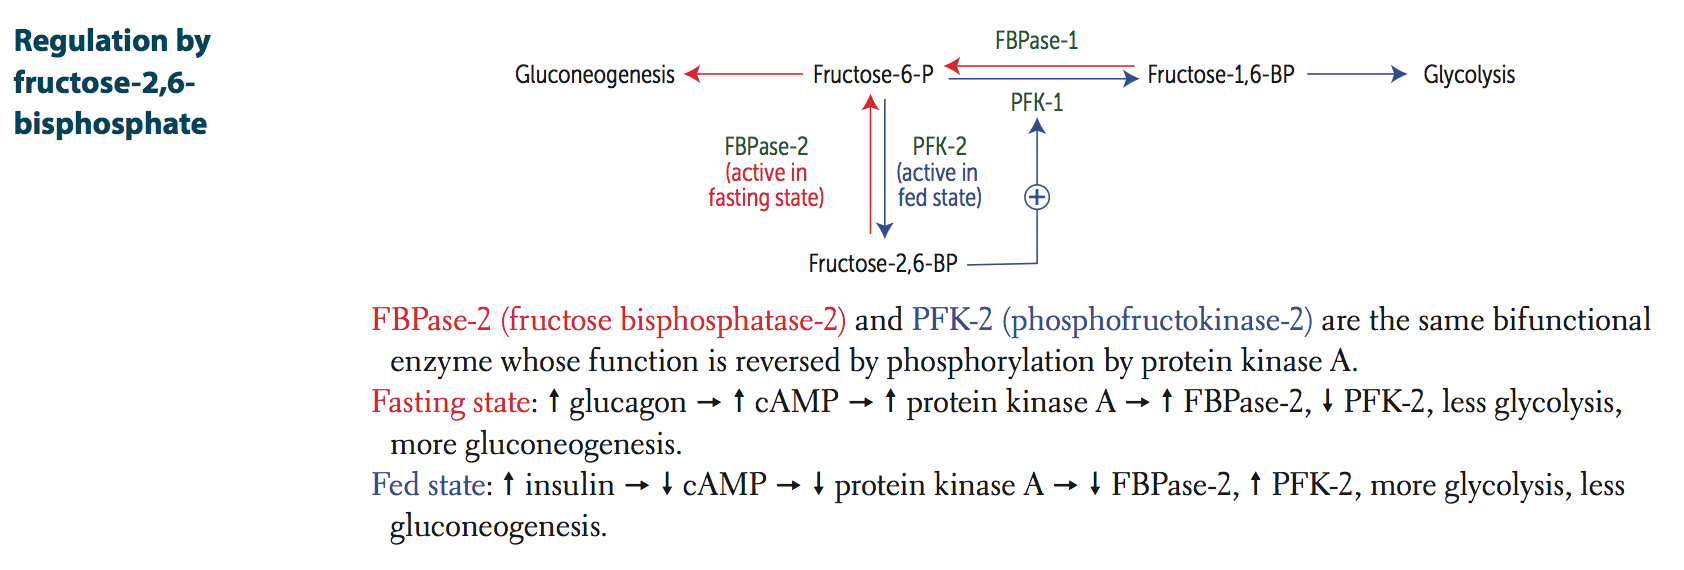 Regulation by
fructose-2,6-
bisphosphate
FBPase-1
Gluconeogenesis
Fructose-6-P
Fructose-1,6-BP
Glycolysis
PFK-1
FBPase-2
(active in
fasting state)
PFK-2
(active in
fed state)
+
Fructose-2,6-BP
FBPase-2 (fructose bisphosphatase-2) and PFK-2 (phosphofructokinase-2) are the same bifunctional
enzyme whose function is reversed by phosphorylation by protein kinase A.
Fasting state: ↑ glucagon → ↑ cAMP → ↑ protein kinase A → ↑ FBPase-2, ↓ PFK-2, less glycolysis,
more gluconeogenesis.
Fed state: ↑ insulin → ↓ cAMP → ↓ protein kinase A → ↓ FBPase-2, ↑ PFK-2, more glycolysis, less
gluconeogenesis.